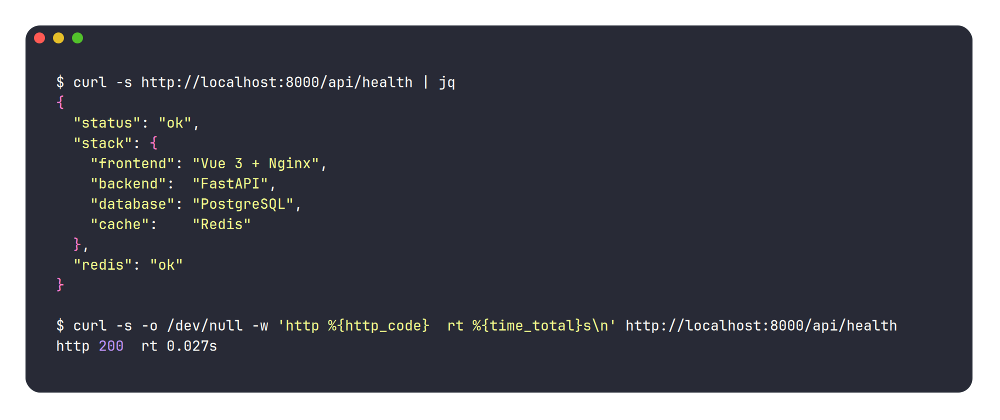 $ curl -s http://localhost:8000/api/health | jq
{
  "status": "ok",
  "stack": {
    "frontend": "Vue 3 + Nginx",
    "backend":  "FastAPI",
    "database": "PostgreSQL",
    "cache":    "Redis"
  },
  "redis": "ok"
}

$ curl -s -o /dev/null -w 'http %{http_code}  rt %{time_total}s\n' http://localhost:8000/api/health
http 200  rt 0.027s